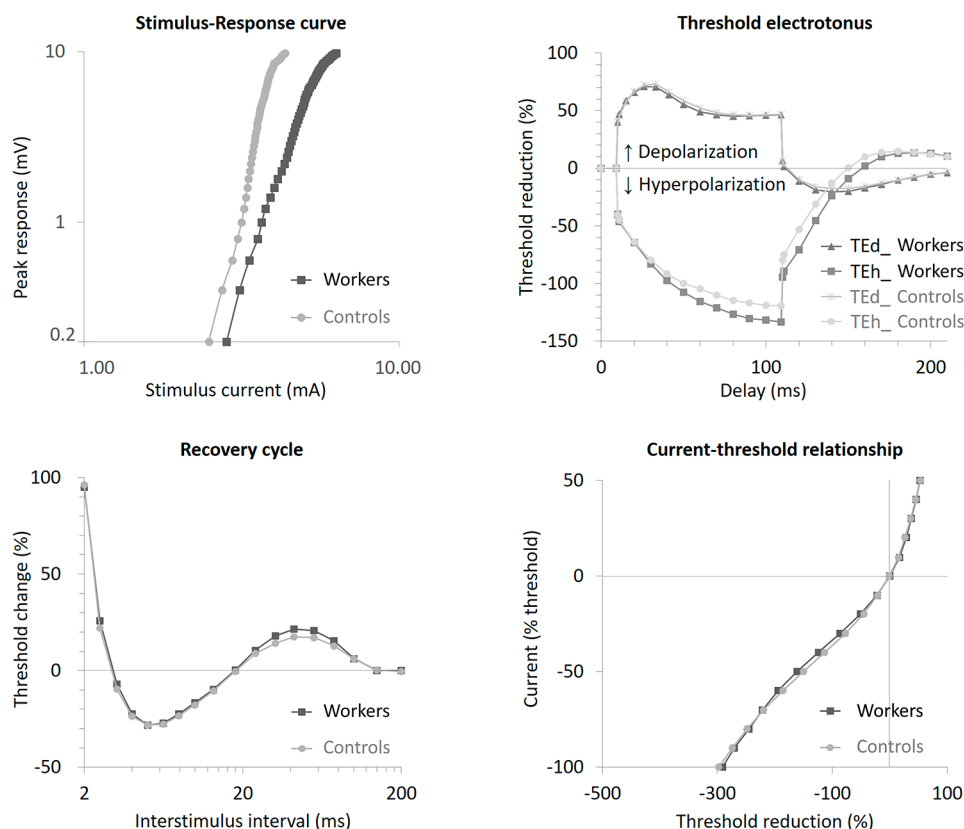 Stimulus-Response curve
10
1
0.2
1.00
10.00
Peak response (mV)
Stimulus current (mA)
Workers
Controls
Threshold electrotonus
100
50
0
-50
-100
-150
0
100
200
Threshold reduction (%)
Delay (ms)
↑ Depolarization
↓ Hyperpolarization
TEd_ Workers
TEh_ Workers
TEd_ Controls
TEh_ Controls
Recovery cycle
100
50
0
-50
2
20
200
Threshold change (%)
Interstimulus interval (ms)
Workers
Controls
Current-threshold relationship
50
0
-50
-100
-500
-300
-100
100
Current (% threshold)
Threshold reduction (%)
Workers
Controls